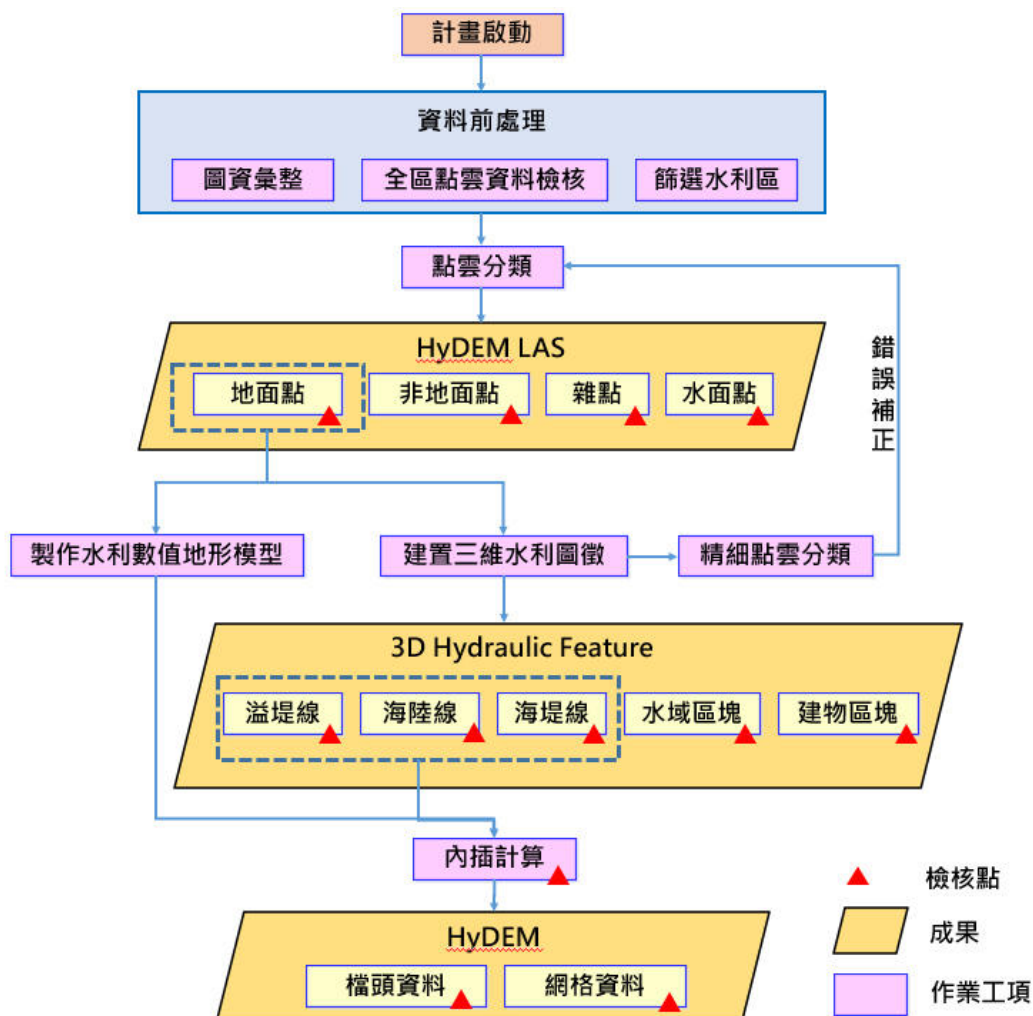 計畫啟動
資料前處理
圖資彙整
全區點雲資料檢核
篩選水利區
點雲分類
HyDEM LAS
地面點
非地面點
雜點
水面點
錯誤補正
製作水利數值地形模型
建置三維水利圖徵
精細點雲分類
3D Hydraulic Feature
溢堤線
海陸線
海堤線
水域區塊
建物區塊
內插計算
HyDEM
檔頭資料
網格資料
檢核點
成果
作業工項